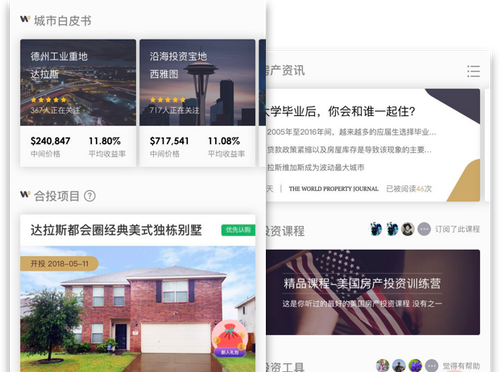 城市白皮书
德州工业重地
达拉斯
367人正在关注
$240,847
11.80%
中间价格
平均收益率
沿海投资宝地
西雅图
717人正在关注
$717,541
11.08%
中间价格
平均收益率
合投项目 ?
达拉斯都会圈经典美式独栋别墅
优先认购
开投 2018-05-11
新人礼包
房产资讯
大学毕业后，你会和谁一起住？
2005年至2016年间，越来越多的应届生选择毕业…
贷款政策紧缩以及房屋库存是导致该现象的主要…
拉斯维加斯成为波动最大城市
天 | THE WORLD PROPERTY JOURNAL 已被阅读46次
投资课程
订阅了此课程
精品课程-美国房产投资训练营
这是你听过的最好的美国房产投资课程 没有之一
投资工具
觉得有帮助